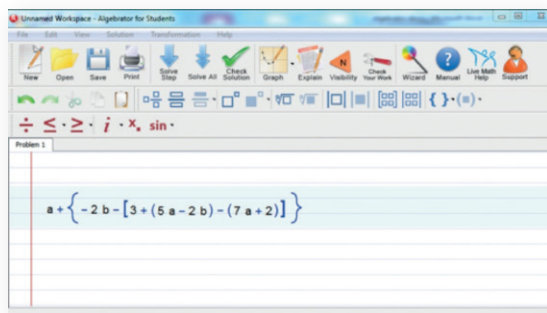 Unnamed Workspace - Algebrator for Students
File Edit View Solution Transformation Help
New Open Save Print Solve Step Solve All Check Solution Graph Explain Visibility Check Your Work Wizard Manual Live Math Help Support
÷ ≤ ≥ i x. sin
Problem 1
a + { - 2 b - [ 3 + ( 5 a - 2 b ) - ( 7 a + 2 ) ] }